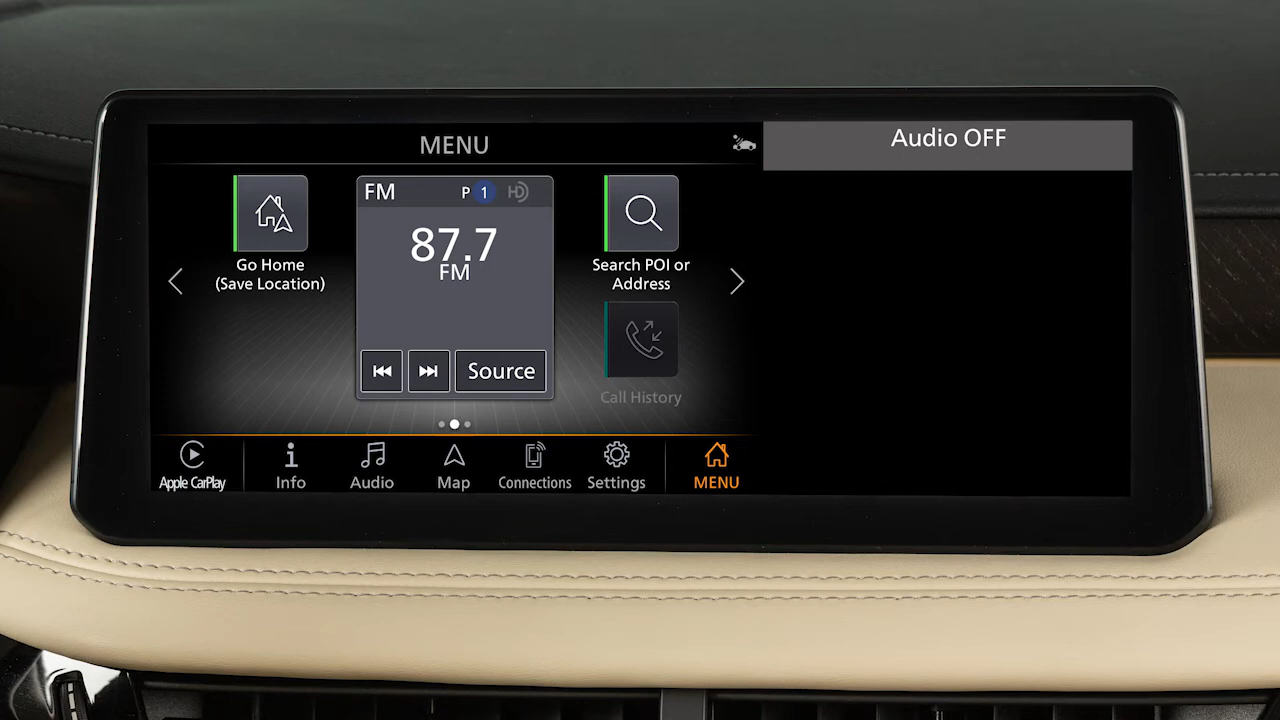 MENU
Audio OFF
FM P 1 HD
87.7
FM
Go Home
(Save Location)
Search POI or
Address
Source
Call History
Apple CarPlay
Info
Audio
Map
Connections
Settings
MENU